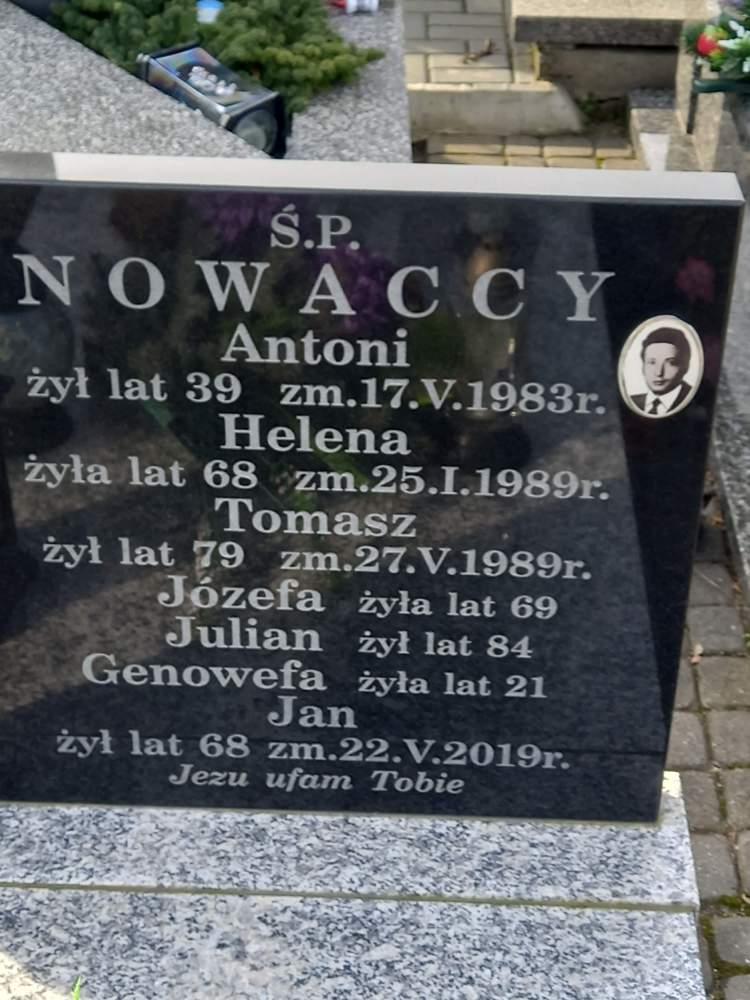 Ś.P.
NOWACCY
Antoni
żył lat 39 zm.17.V.1983r.
Helena
żyła lat 68 zm.25.I.1989r.
Tomasz
żył lat 79 zm.27.V.1989r.
Józefa żyła lat 69
Julian żył lat 84
Genowefa żyła lat 21
Jan
żył lat 68 zm.22.V.2019r.
Jezu ufam Tobie